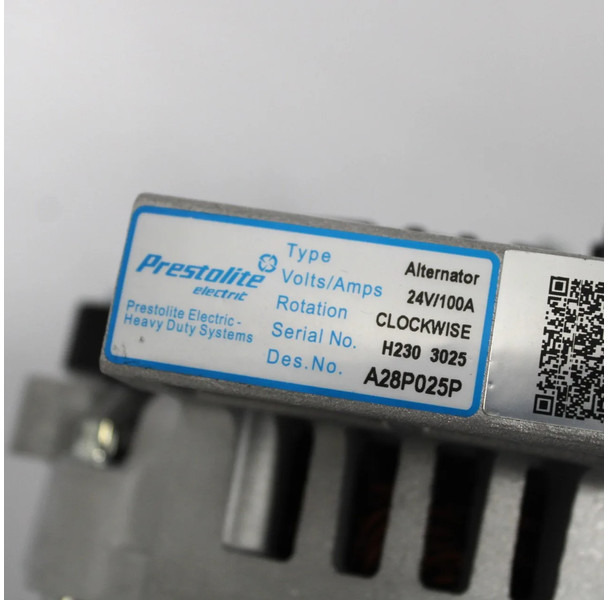 Prestolite
electric
Prestolite Electric -
Heavy Duty Systems
Type Alternator
Volts/Amps 24V/100A
Rotation CLOCKWISE
Serial No. H230 3025
Des.No. A28P025P